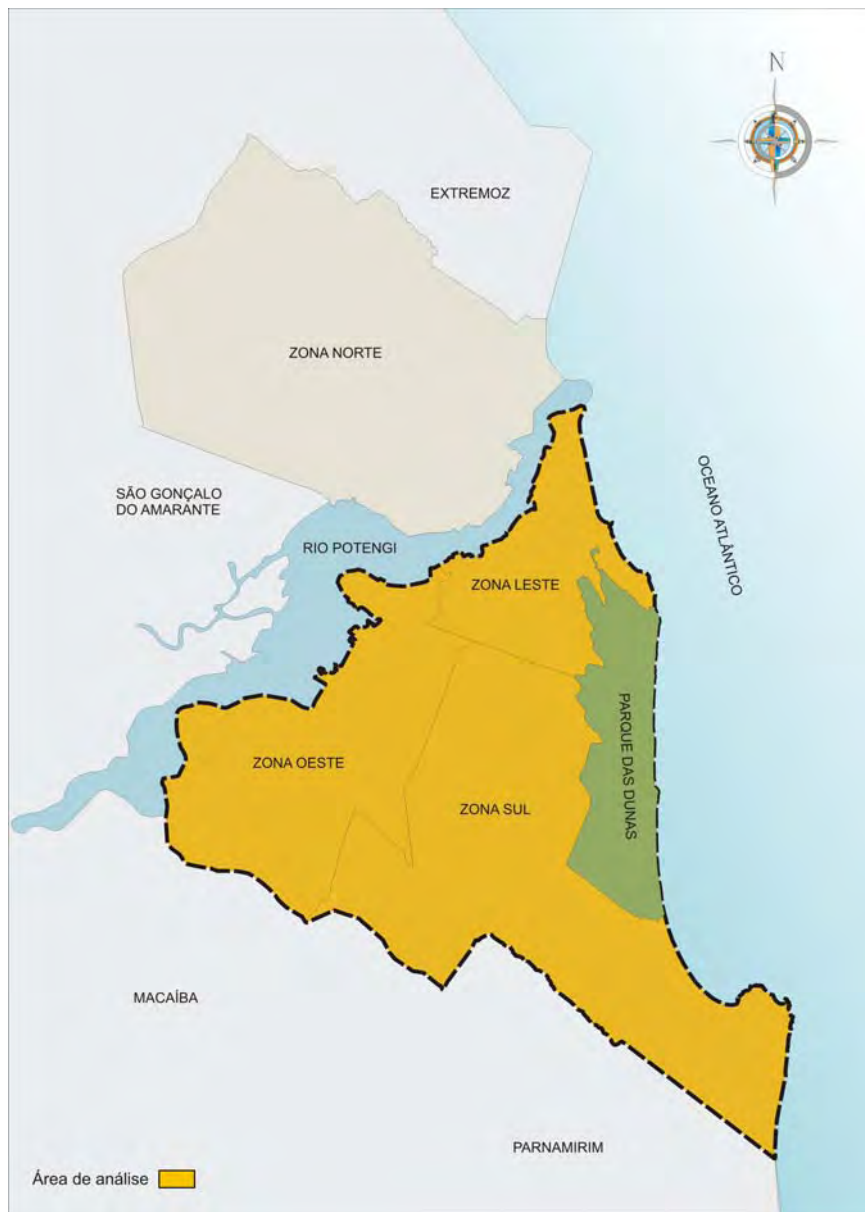 N
EXTREMOZ
ZONA NORTE
OCEANO ATLÂNTICO
SÃO GONÇALO
DO AMARANTE
RIO POTENGI
ZONA LESTE
PARQUE DAS DUNAS
ZONA OESTE
ZONA SUL
MACAÍBA
PARNAMIRIM
Área de análise